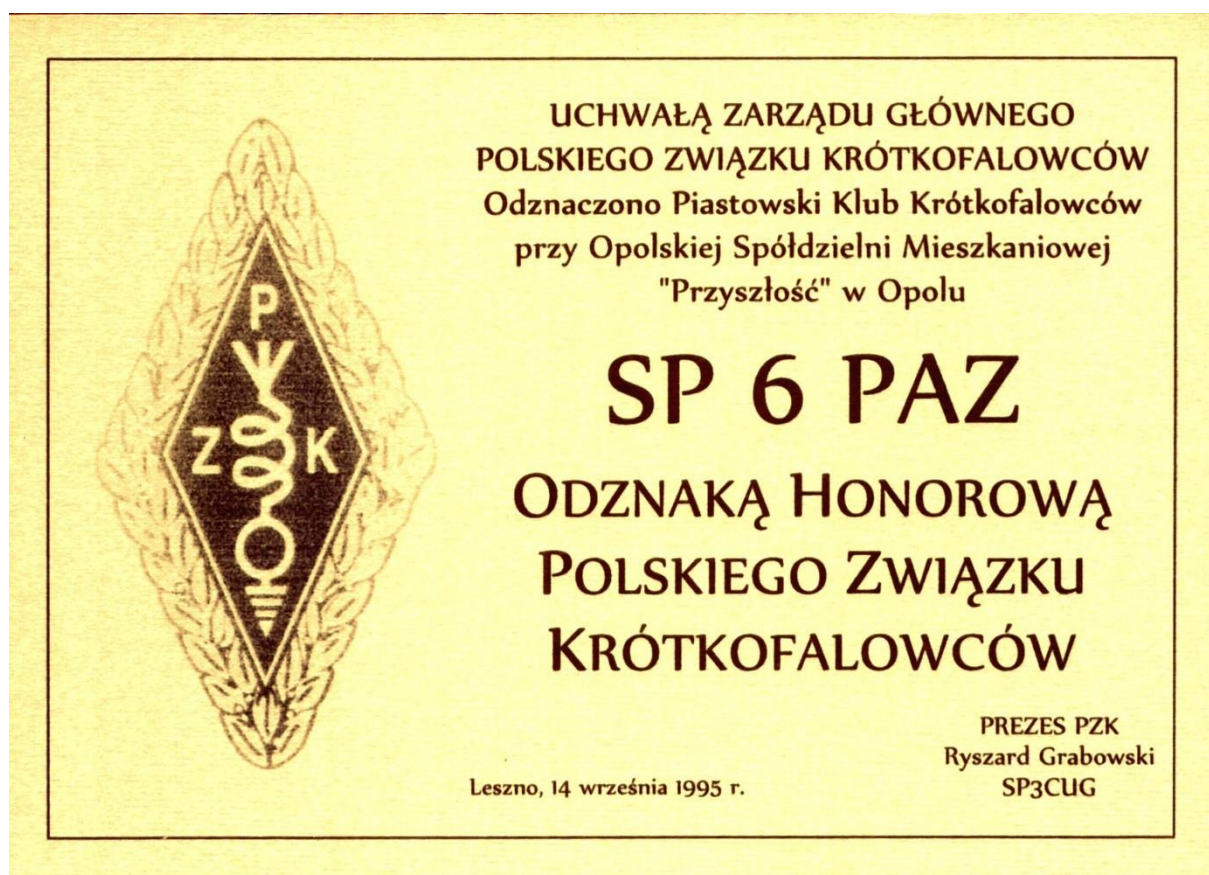 UCHWAŁĄ ZARZĄDU GŁÓWNEGO
POLSKIEGO ZWIĄZKU KRÓTKOFALOWCÓW
Odznaczono Piastowski Klub Krótkofalowców
przy Opolskiej Spółdzielni Mieszkaniowej
"Przyszłość" w Opolu
SP 6 PAZ
ODZNAKĄ HONOROWĄ
POLSKIEGO ZWIĄZKU
KRÓTKOFALOWCÓW
P
Z K
PREZES PZK
Ryszard Grabowski
SP3CUG
Leszno, 14 września 1995 r.